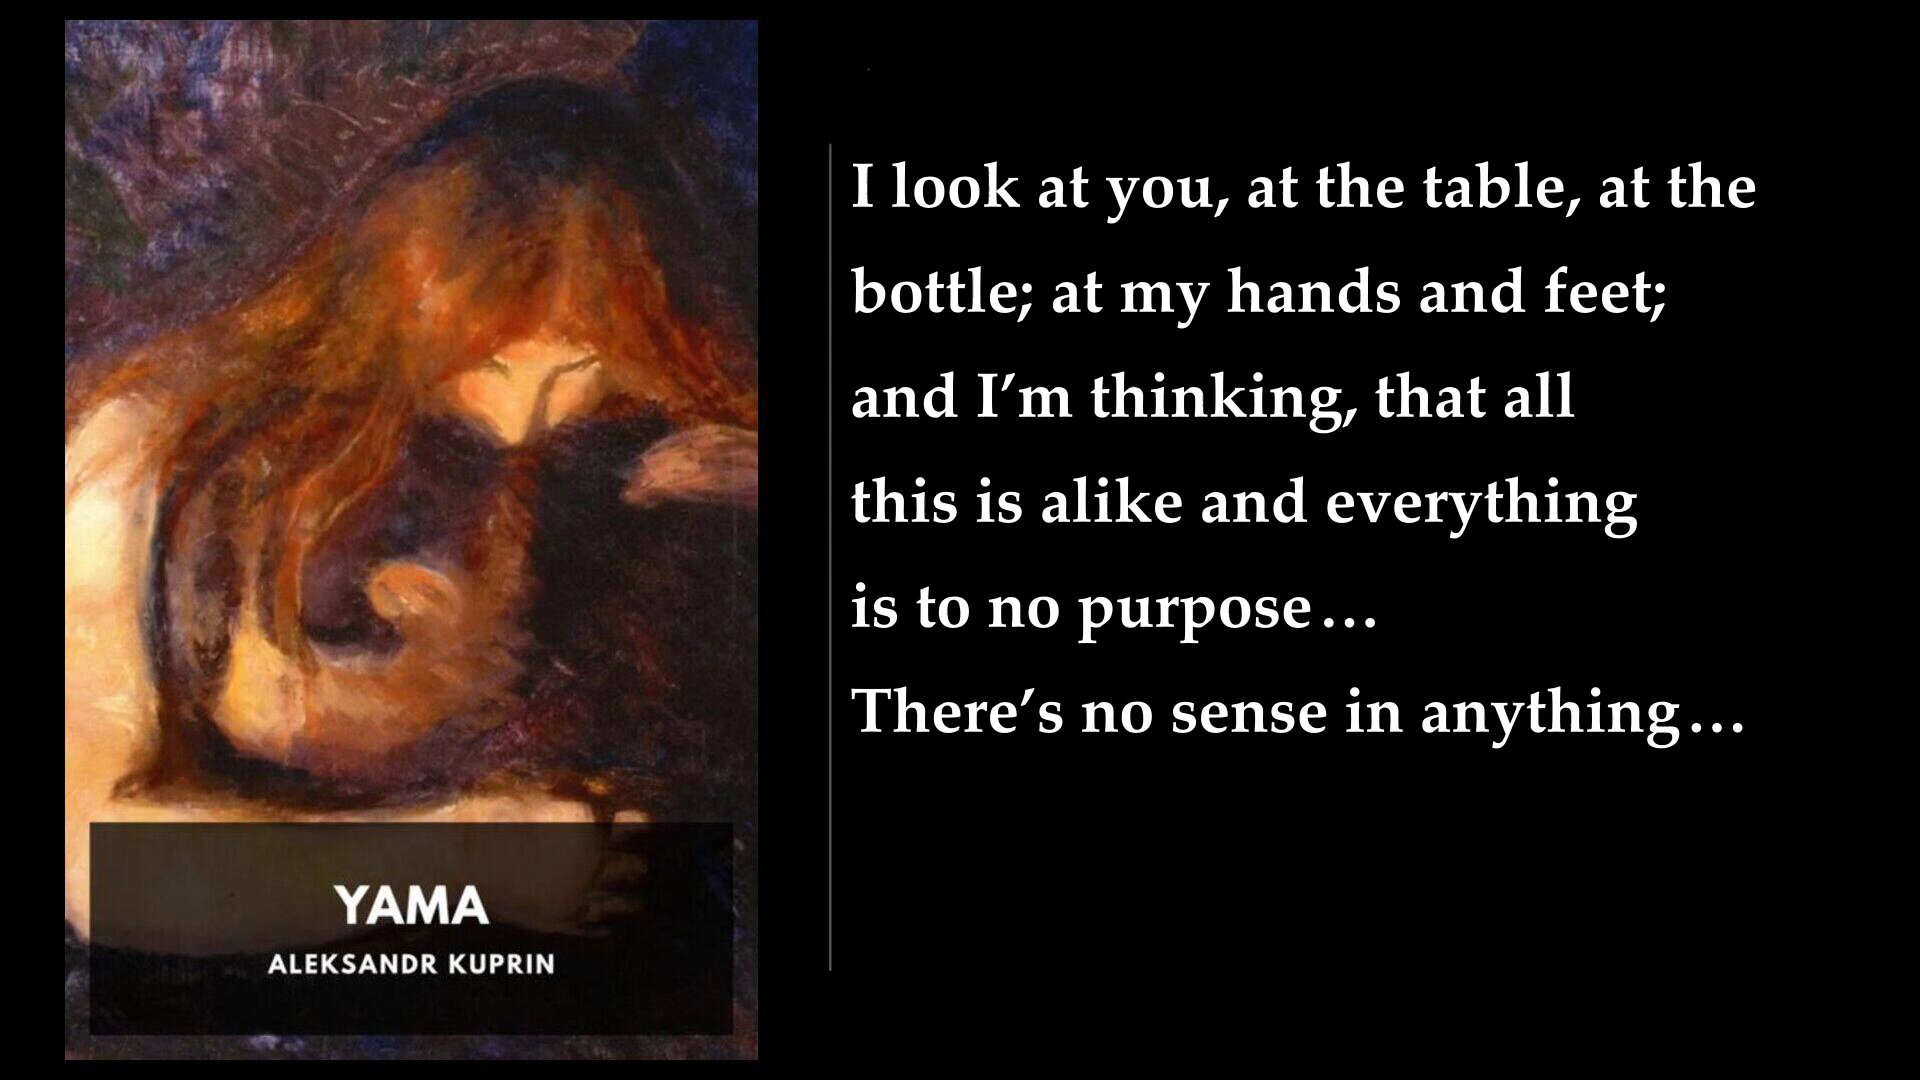 I look at you, at the table, at the
bottle; at my hands and feet;
and I’m thinking, that all
this is alike and everything
is to no purpose…
There’s no sense in anything…
YAMA
ALEKSANDR KUPRIN